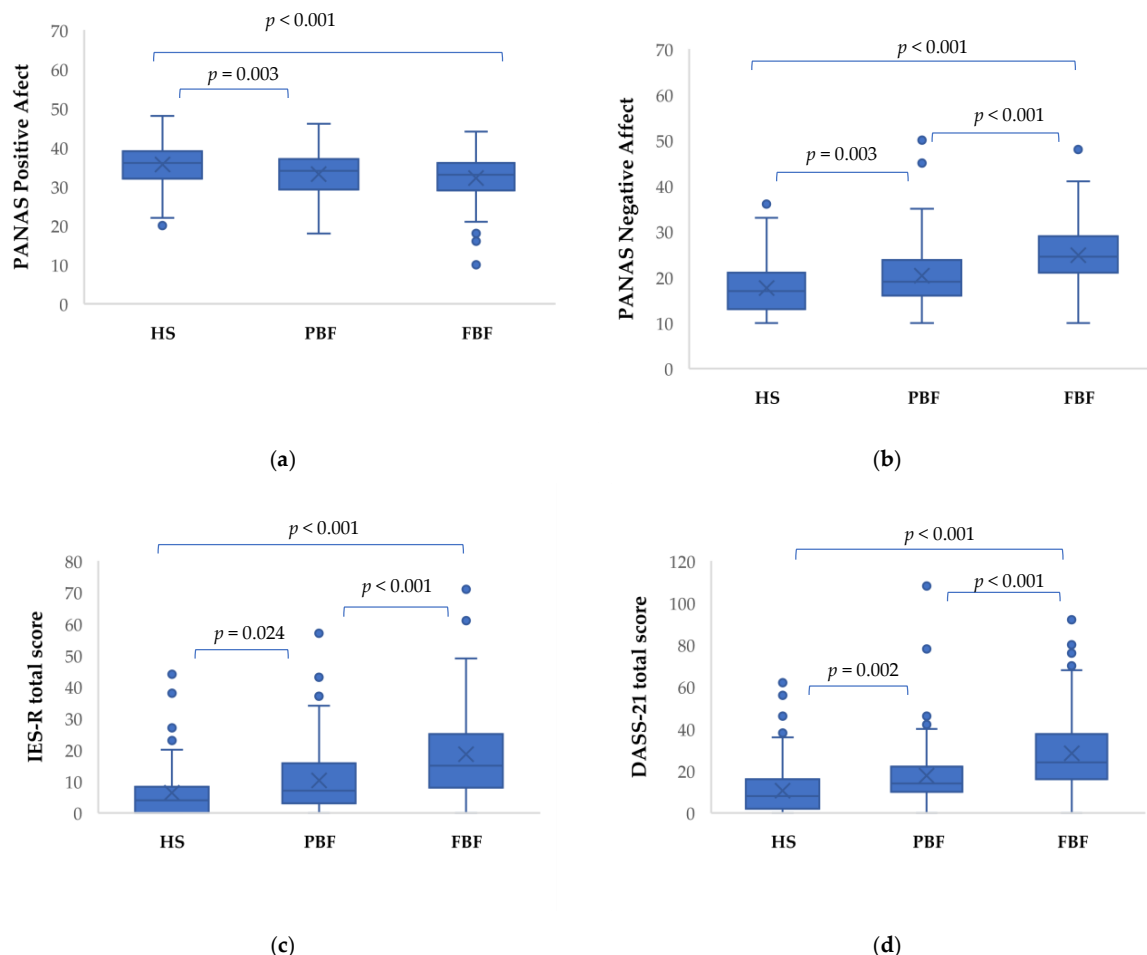 p < 0.001
p = 0.003
PANAS Positive Afect
70
60
50
40
30
20
10
0
HS PBF FBF
(a)
p < 0.001
p < 0.001
p = 0.003
PANAS Negative Affect
70
60
50
40
30
20
10
0
HS PBF FBF
(b)
p < 0.001
p < 0.001
p = 0.024
IES-R total score
80
70
60
50
40
30
20
10
0
HS PBF FBF
(c)
p < 0.001
p < 0.001
p = 0.002
DASS-21 total score
120
100
80
60
40
20
0
HS PBF FBF
(d)